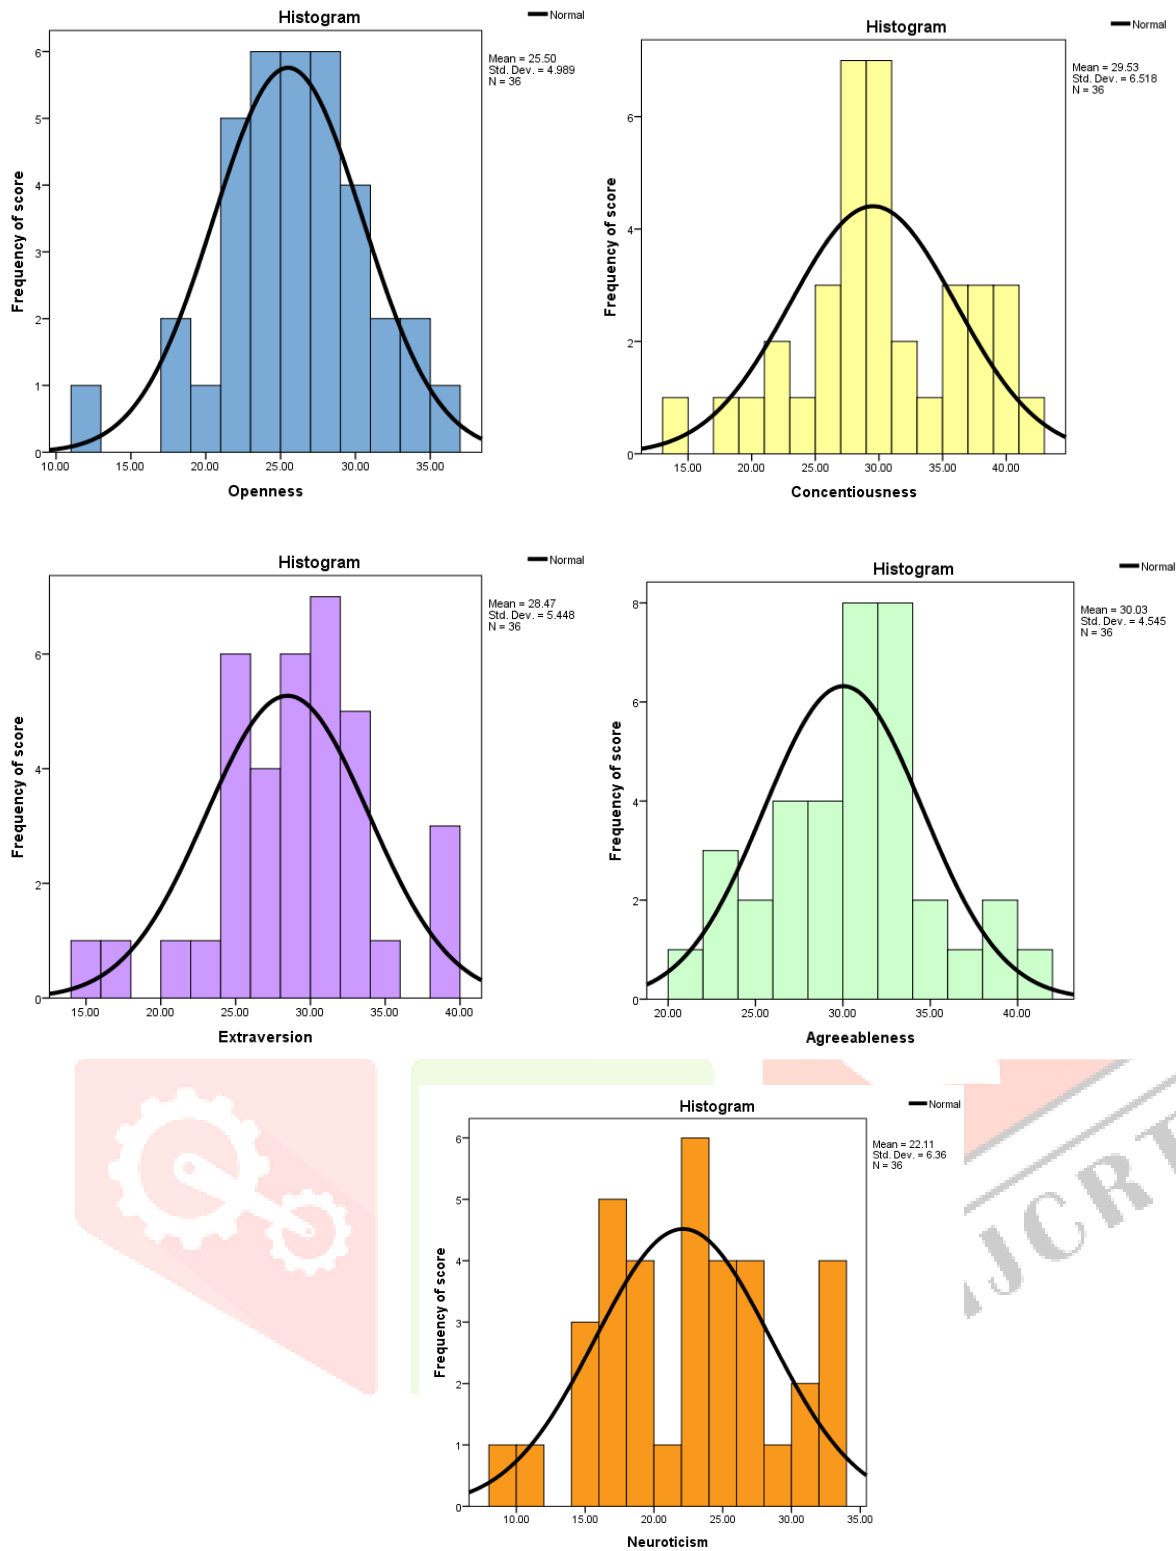 Histogram
Normal
Mean = 25.50
Std. Dev. = 4.989
N = 36
Frequency of score
6
5
4
3
2
1
0
10.00 15.00 20.00 25.00 30.00 35.00
Openness
Histogram
Normal
Mean = 29.53
Std. Dev. = 6.518
N = 36
Frequency of score
6
4
2
0
15.00 20.00 25.00 30.00 35.00 40.00
Concentiousness
Histogram
Normal
Mean = 28.47
Std. Dev. = 5.448
N = 36
Frequency of score
6
4
2
0
15.00 20.00 25.00 30.00 35.00 40.00
Extraversion
Histogram
Normal
Mean = 30.03
Std. Dev. = 4.545
N = 36
Frequency of score
8
6
4
2
0
20.00 25.00 30.00 35.00 40.00
Agreeableness
Histogram
Normal
Mean = 22.11
Std. Dev. = 6.36
N = 36
Frequency of score
6
5
4
3
2
1
0
10.00 15.00 20.00 25.00 30.00 35.00
Neuroticism
JCR